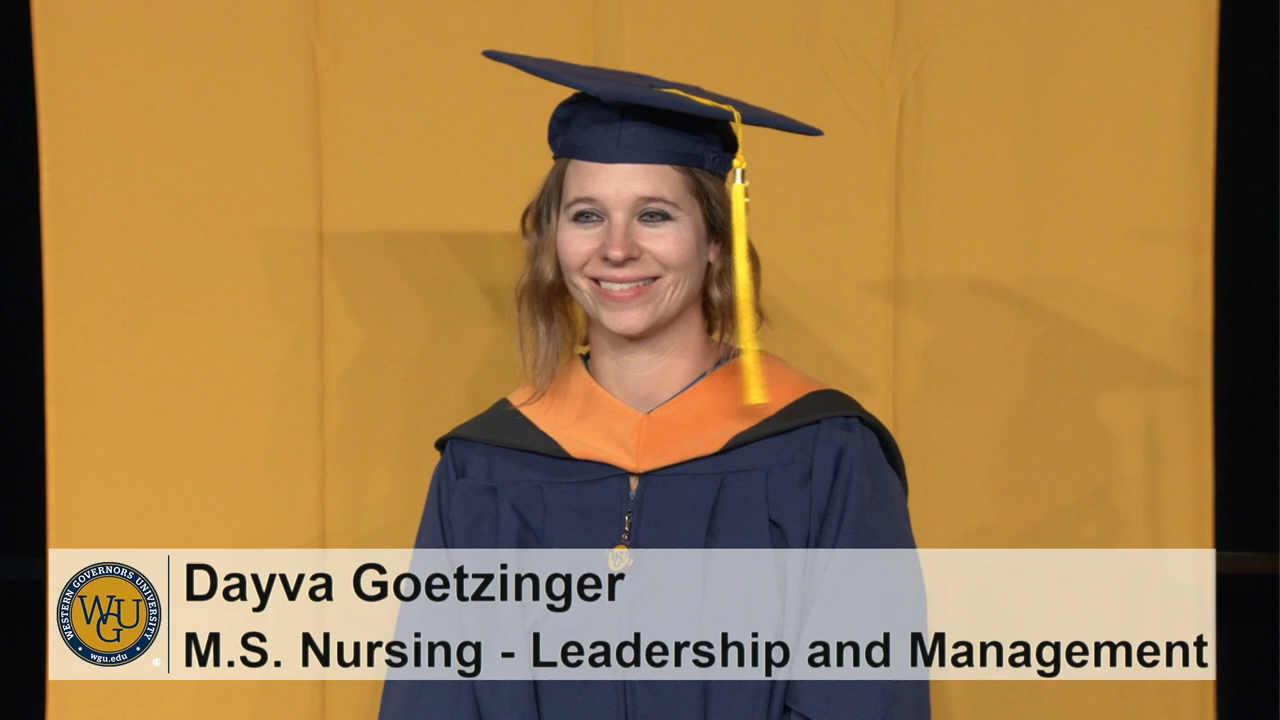 Dayva Goetzinger
M.S. Nursing - Leadership and Management
WESTERN GOVERNORS UNIVERSITY
WGU
wgu.edu
®